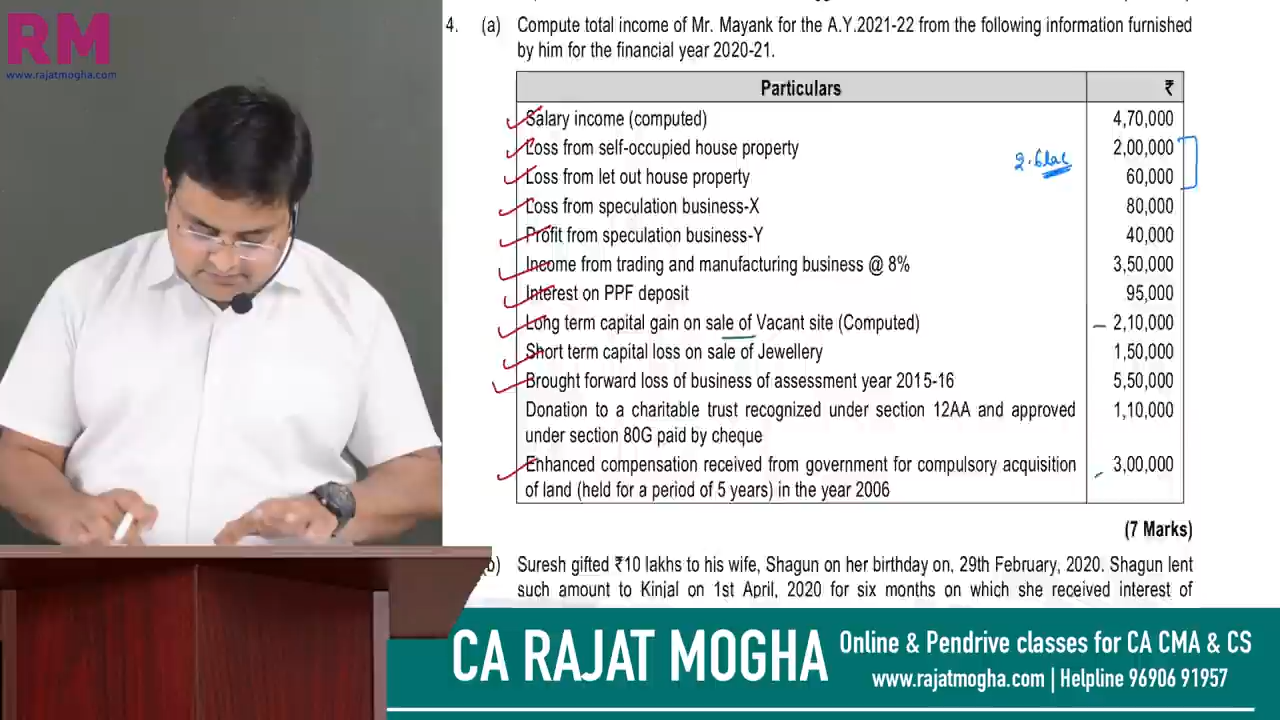 RM
www.rajatmogha.com
4. (a) Compute total income of Mr. Mayank for the A.Y.2021-22 from the following information furnished
by him for the financial year 2020-21.
Particulars ₹
Salary income (computed) 4,70,000
Loss from self-occupied house property 2,00,000
2.6lac
Loss from let out house property 60,000
Loss from speculation business-X 80,000
Profit from speculation business-Y 40,000
Income from trading and manufacturing business @ 8% 3,50,000
Interest on PPF deposit 95,000
Long term capital gain on sale of Vacant site (Computed) 2,10,000
Short term capital loss on sale of Jewellery 1,50,000
Brought forward loss of business of assessment year 2015-16 5,50,000
Donation to a charitable trust recognized under section 12AA and approved 1,10,000
under section 80G paid by cheque
Enhanced compensation received from government for compulsory acquisition 3,00,000
of land (held for a period of 5 years) in the year 2006
(7 Marks)
b) Suresh gifted ₹10 lakhs to his wife, Shagun on her birthday on, 29th February, 2020. Shagun lent
such amount to Kinjal on 1st April, 2020 for six months on which she received interest of
CA RAJAT MOGHA
Online & Pendrive classes for CA CMA & CS
www.rajatmogha.com | Helpline 96906 91957